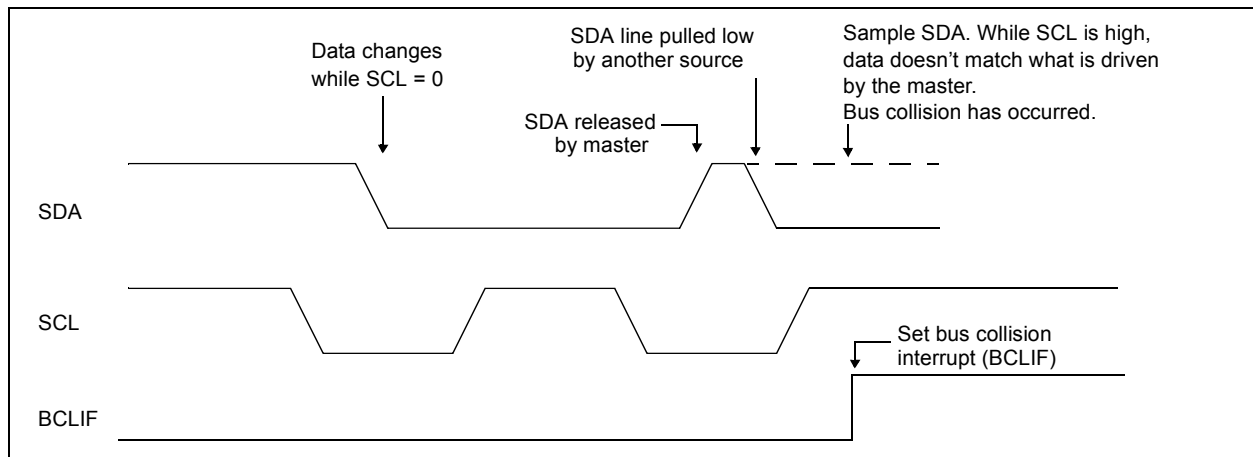 Data changes
while SCL = 0
SDA line pulled low
by another source
SDA released
by master
Sample SDA. While SCL is high,
data doesn't match what is driven
by the master.
Bus collision has occurred.
SDA
SCL
Set bus collision
interrupt (BCLIF)
BCLIF